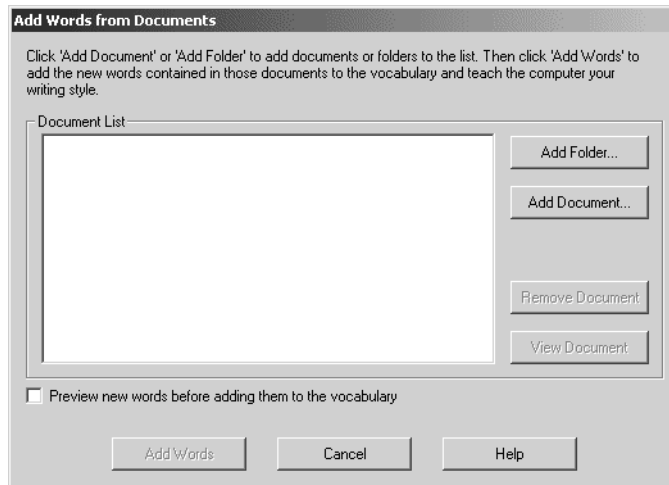 Add Words from Documents
Click 'Add Document' or 'Add Folder' to add documents or folders to the list. Then click 'Add Words' to
add the new words contained in those documents to the vocabulary and teach the computer your
writing style.
Document List
Add Folder...
Add Document...
Remove Document
View Document
Preview new words before adding them to the vocabulary
Add Words
Cancel
Help